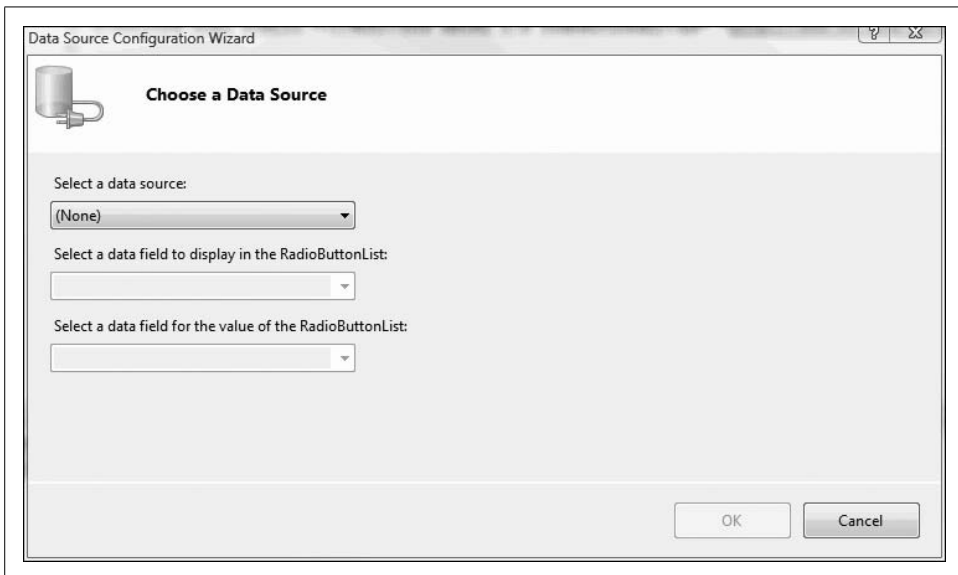 Data Source Configuration Wizard
Choose a Data Source
Select a data source:
(None)
Select a data field to display in the RadioButtonList:
Select a data field for the value of the RadioButtonList:
OK
Cancel